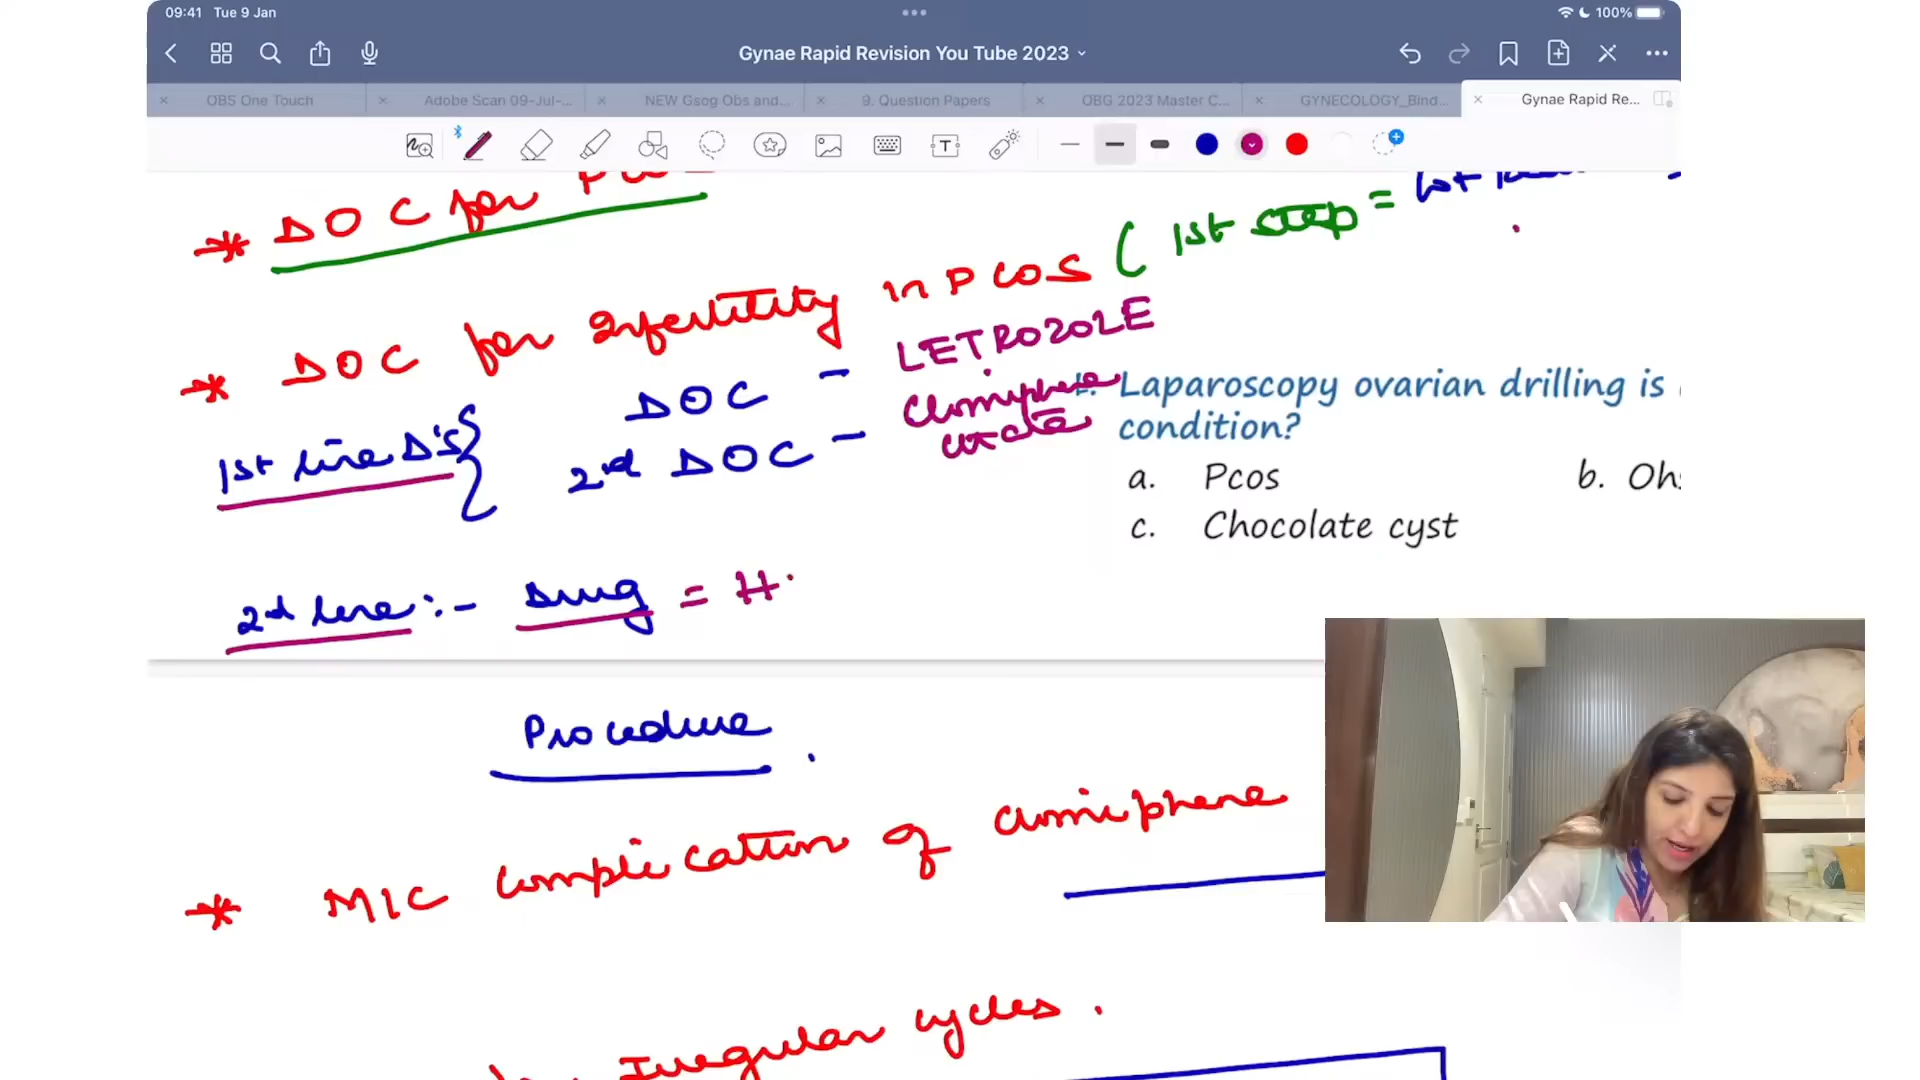 09:41 Tue 9 Jan
100%
Gynae Rapid Revision You Tube 2023
OBS One Touch
Adobe Scan 09-Jul-...
NEW Gsog Obs and...
9. Question Papers
OBG 2023 Master C...
GYNECOLOGY_Bind...
Gynae Rapid Re...
* DOC for
(1st step =
* DOC for Infertility in PCOS
DOC - LETROZOLE
1st line D's { 2nd DOC - Clomiphene citrate
Laparoscopy ovarian drilling is
condition?
a. Pcos
b. Ohs
c. Chocolate cyst
2nd line :- Drug = H
Procedure
* M/C complication of clomiphene
Irregular cycles.